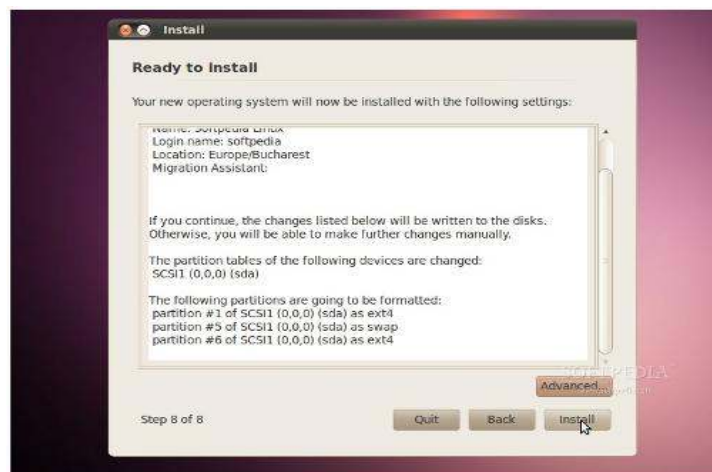 Install
Ready to install
Your new operating system will now be installed with the following settings:
Name: Softpedia Linux
Login name: softpedia
Location: Europe/Bucharest
Migration Assistant:
If you continue, the changes listed below will be written to the disks.
Otherwise, you will be able to make further changes manually.
The partition tables of the following devices are changed:
SCSI1 (0,0,0) (sda)
The following partitions are going to be formatted:
partition #1 of SCSI1 (0,0,0) (sda) as ext4
partition #5 of SCSI1 (0,0,0) (sda) as swap
partition #6 of SCSI1 (0,0,0) (sda) as ext4
SOFTPEDIA
Advanced...
Step 8 of 8
Quit
Back
Install